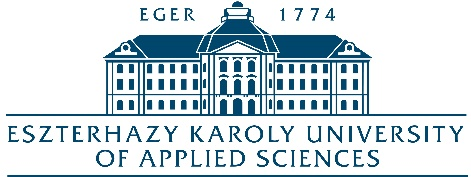 EGER 1774
ESZTERHAZY KAROLY UNIVERSITY
OF APPLIED SCIENCES